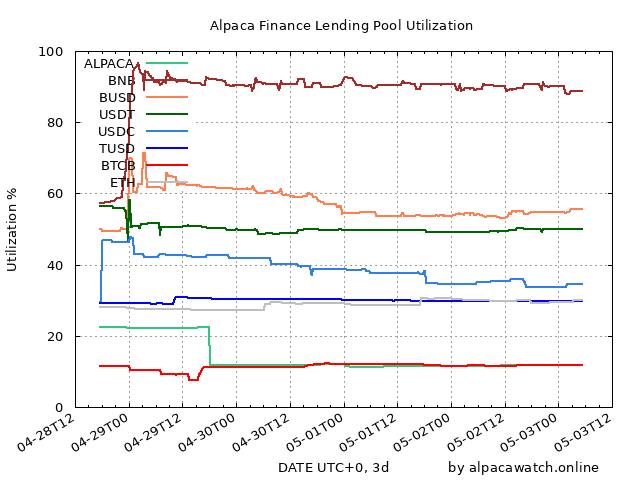 Alpaca Finance Lending Pool Utilization
Utilization %
100
80
60
40
20
0
ALPACA
BNB
BUSD
USDT
USDC
TUSD
BTCB
ETH
04-28T12
04-29T00
04-29T12
04-30T00
04-30T12
05-01T00
05-01T12
05-02T00
05-02T12
05-03T00
05-03T12
DATE UTC+0, 3d
by alpacawatch.online